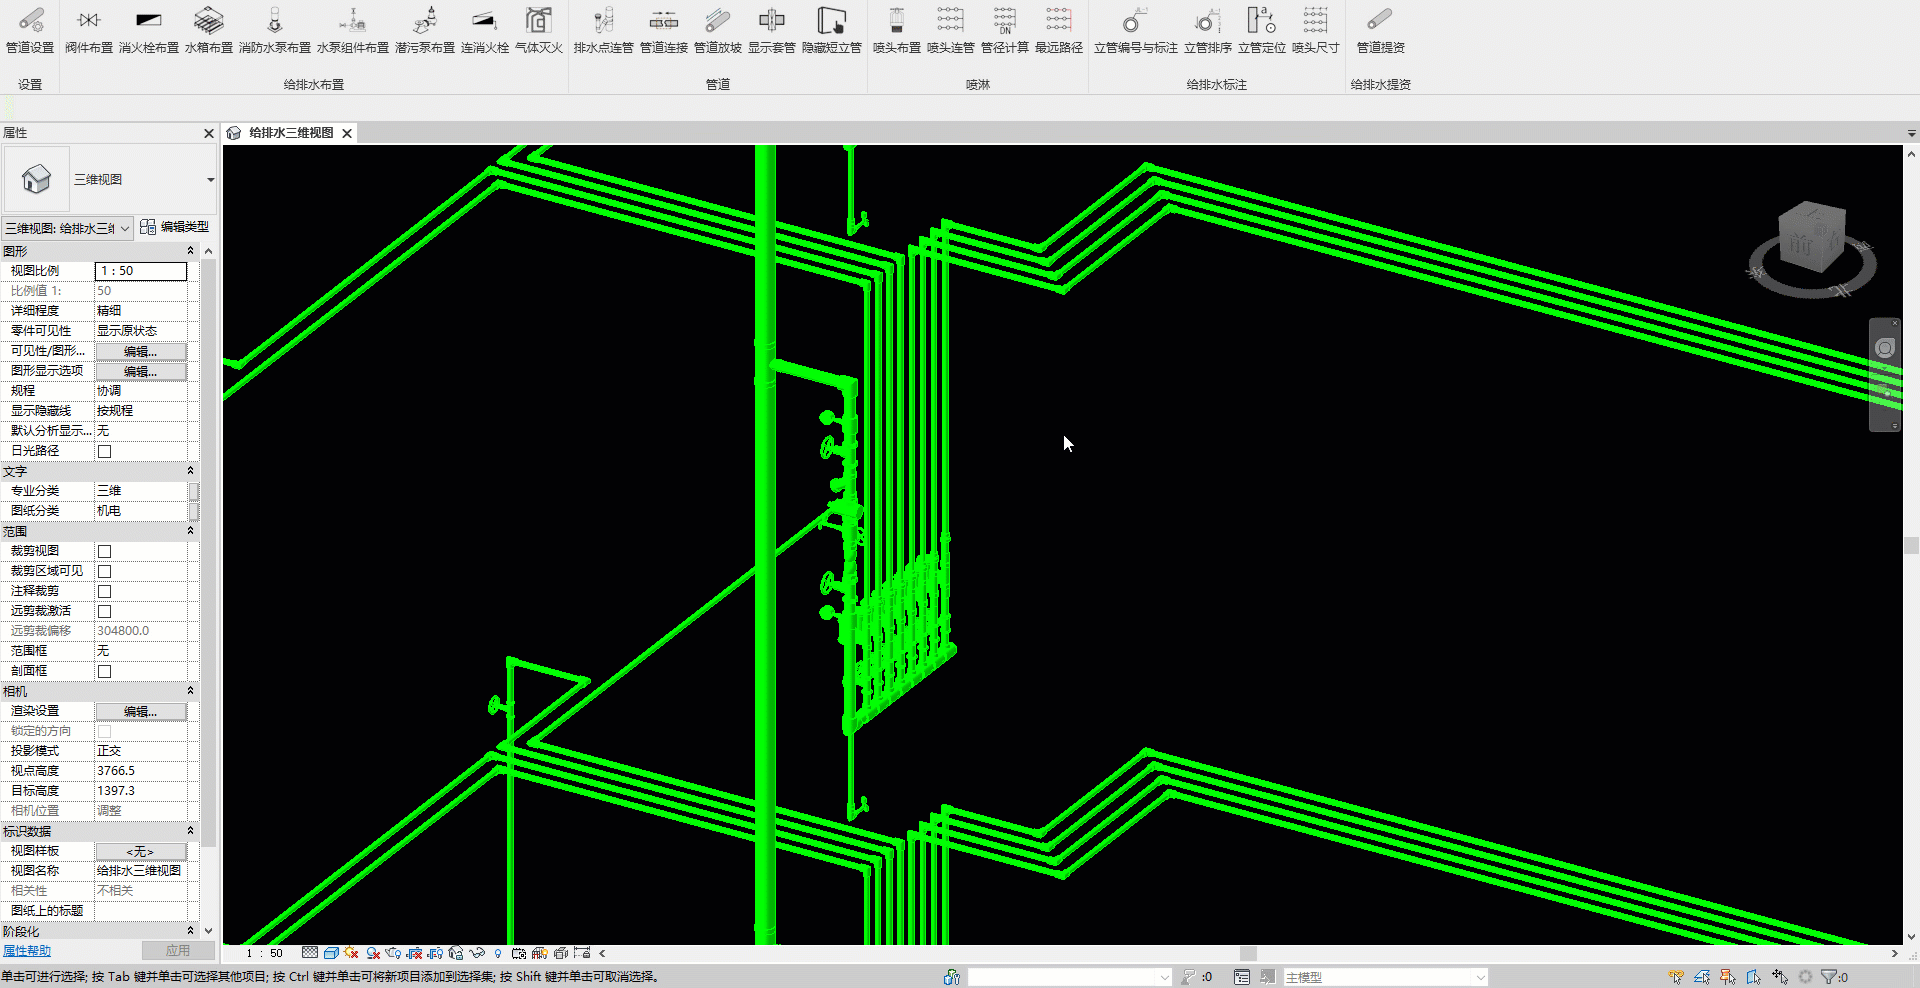 管道设置 阀件布置 消火栓布置 水箱布置 消防水泵布置 水泵组件布置 潜污泵布置 连消火栓 气体灭火 排水点连管 管道连接 管道放坡 显示套管 隐藏短立管 喷头布置 喷头连管 管径计算 最远路径 立管编号与标注 立管排序 立管定位 喷头尺寸 管道提资
设置 给排水布置 管道 喷淋 给排水标注 给排水提资
属性
给排水三维视图
三维视图
三维视图: 给排水三维
编辑类型
图形
视图比例 1 : 50
比例值 1: 50
详细程度 精细
零件可见性 显示原状态
可见性/图形... 编辑...
图形显示选项 编辑...
规程 协调
显示隐藏线 按规程
默认分析显示... 无
日光路径
文字
专业分类 三维
图纸分类 机电
范围
裁剪视图
裁剪区域可见
注释裁剪
远剪裁激活
远剪裁偏移 304800.0
范围框 无
剖面框
相机
渲染设置 编辑...
锁定的方向
投影模式 正交
视点高度 3766.5
目标高度 1397.3
相机位置 调整
标识数据
视图样板 <无>
视图名称 给排水三维视图
相关性 不相关
图纸上的标题
阶段化
属性帮助 应用
1 : 50
单击可进行选择; 按 Tab 键并单击可选择其他项目; 按 Ctrl 键并单击可将新项目添加到选择集; 按 Shift 键并单击可取消选择。
:0
主模型
:0